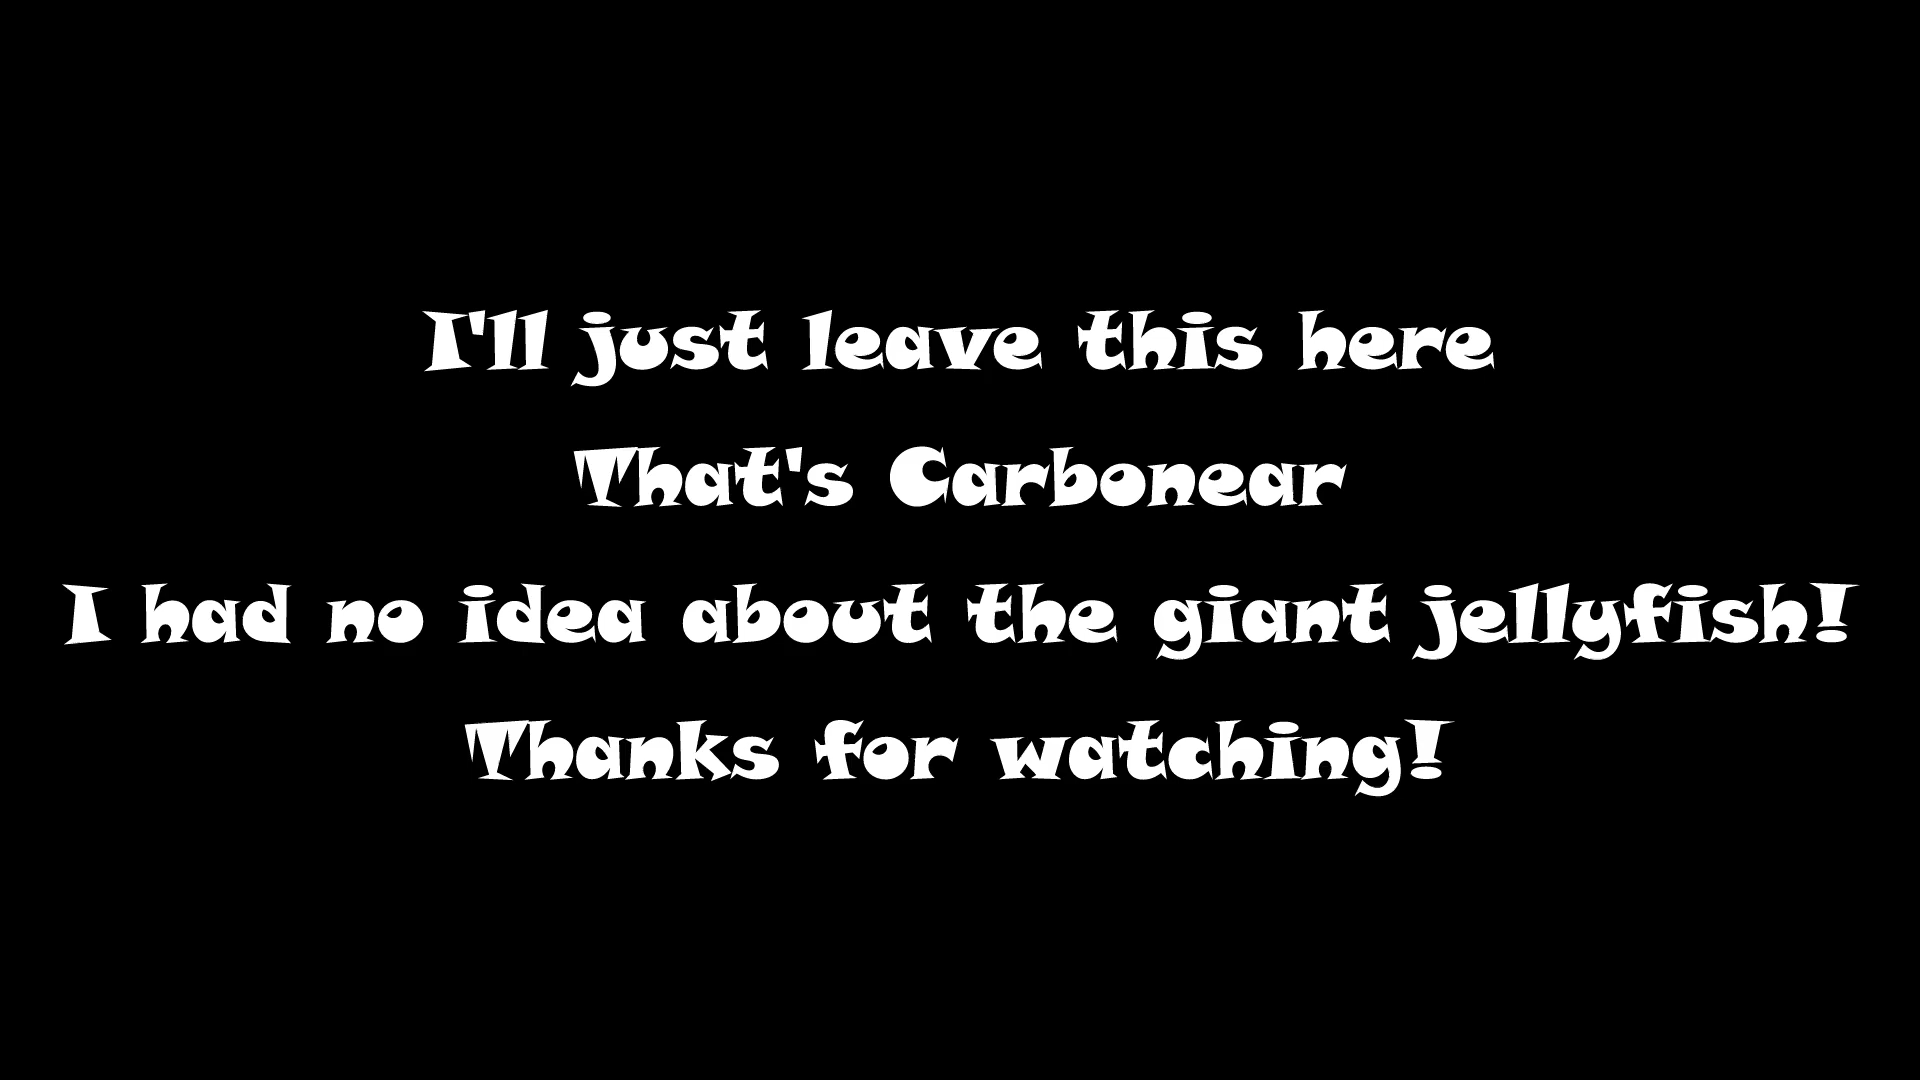 I'll just leave this here
That's Carbonear
I had no idea about the giant jellyfish!
Thanks for watching!